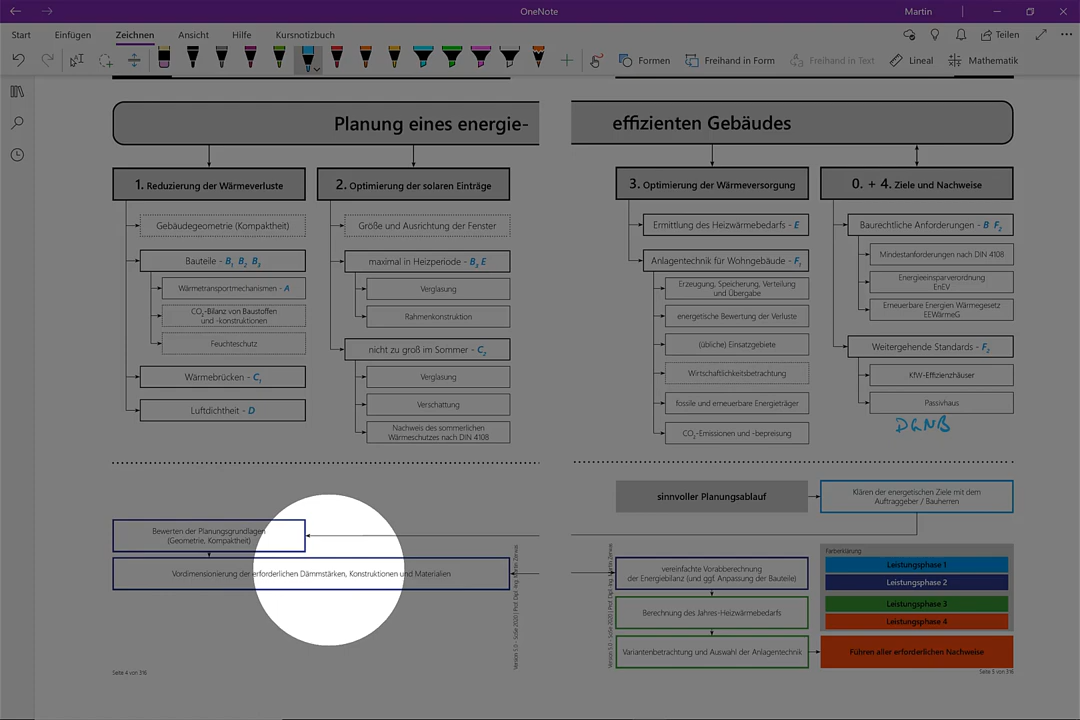 OneNote
Martin
Start
Einfügen
Zeichnen
Ansicht
Hilfe
Kursnotizbuch
Teilen
Formen
Freihand in Form
Freihand in Text
Lineal
Mathematik
Planung eines energie-
effizienten Gebäudes
1. Reduzierung der Wärmeverluste
Gebäudegeometrie (Kompaktheit)
Bauteile - B1 B2 B3
Wärmetransportmechanismen - A
CO2-Bilanz von Baustoffen
und -konstruktionen
Feuchteschutz
Wärmebrücken - C1
Luftdichtheit - D
2. Optimierung der solaren Einträge
Größe und Ausrichtung der Fenster
maximal in Heizperiode - B3 E
Verglasung
Rahmenkonstruktion
nicht zu groß im Sommer - C2
Verglasung
Verschattung
Nachweis des sommerlichen
Wärmeschutzes nach DIN 4108
3. Optimierung der Wärmeversorgung
Ermittlung des Heizwärmebedarfs - E
Anlagentechnik für Wohngebäude - F1
Erzeugung, Speicherung, Verteilung
und Übergabe
energetische Bewertung der Verluste
(übliche) Einsatzgebiete
Wirtschaftlichkeitsbetrachtung
fossile und erneuerbare Energieträger
CO2-Emissionen und -bepreisung
0. + 4. Ziele und Nachweise
Baurechtliche Anforderungen - B F2
Mindestanforderungen nach DIN 4108
Energieeinsparverordnung
EnEV
Erneuerbare Energien Wärmegesetz
EEWärmeG
Weitergehende Standards - F2
KfW-Effizienzhäuser
Passivhaus
DGNB
sinnvoller Planungsablauf
Klären der energetischen Ziele mit dem
Auftraggeber / Bauherren
Bewerten der Planungsgrundlagen
(Geometrie, Kompaktheit)
Vordimensionierung der erforderlichen Dämmstärken, Konstruktionen und Materialien
vereinfachte Vorabberechnung
der Energiebilanz (und ggf. Anpassung der Bauteile)
Berechnung des Jahres-Heizwärmebedarfs
Variantenbetrachtung und Auswahl der Anlagentechnik
Farberklärung
Leistungsphase 1
Leistungsphase 2
Leistungsphase 3
Leistungsphase 4
Führen aller erforderlichen Nachweise
Seite 4 von 316
Seite 5 von 316